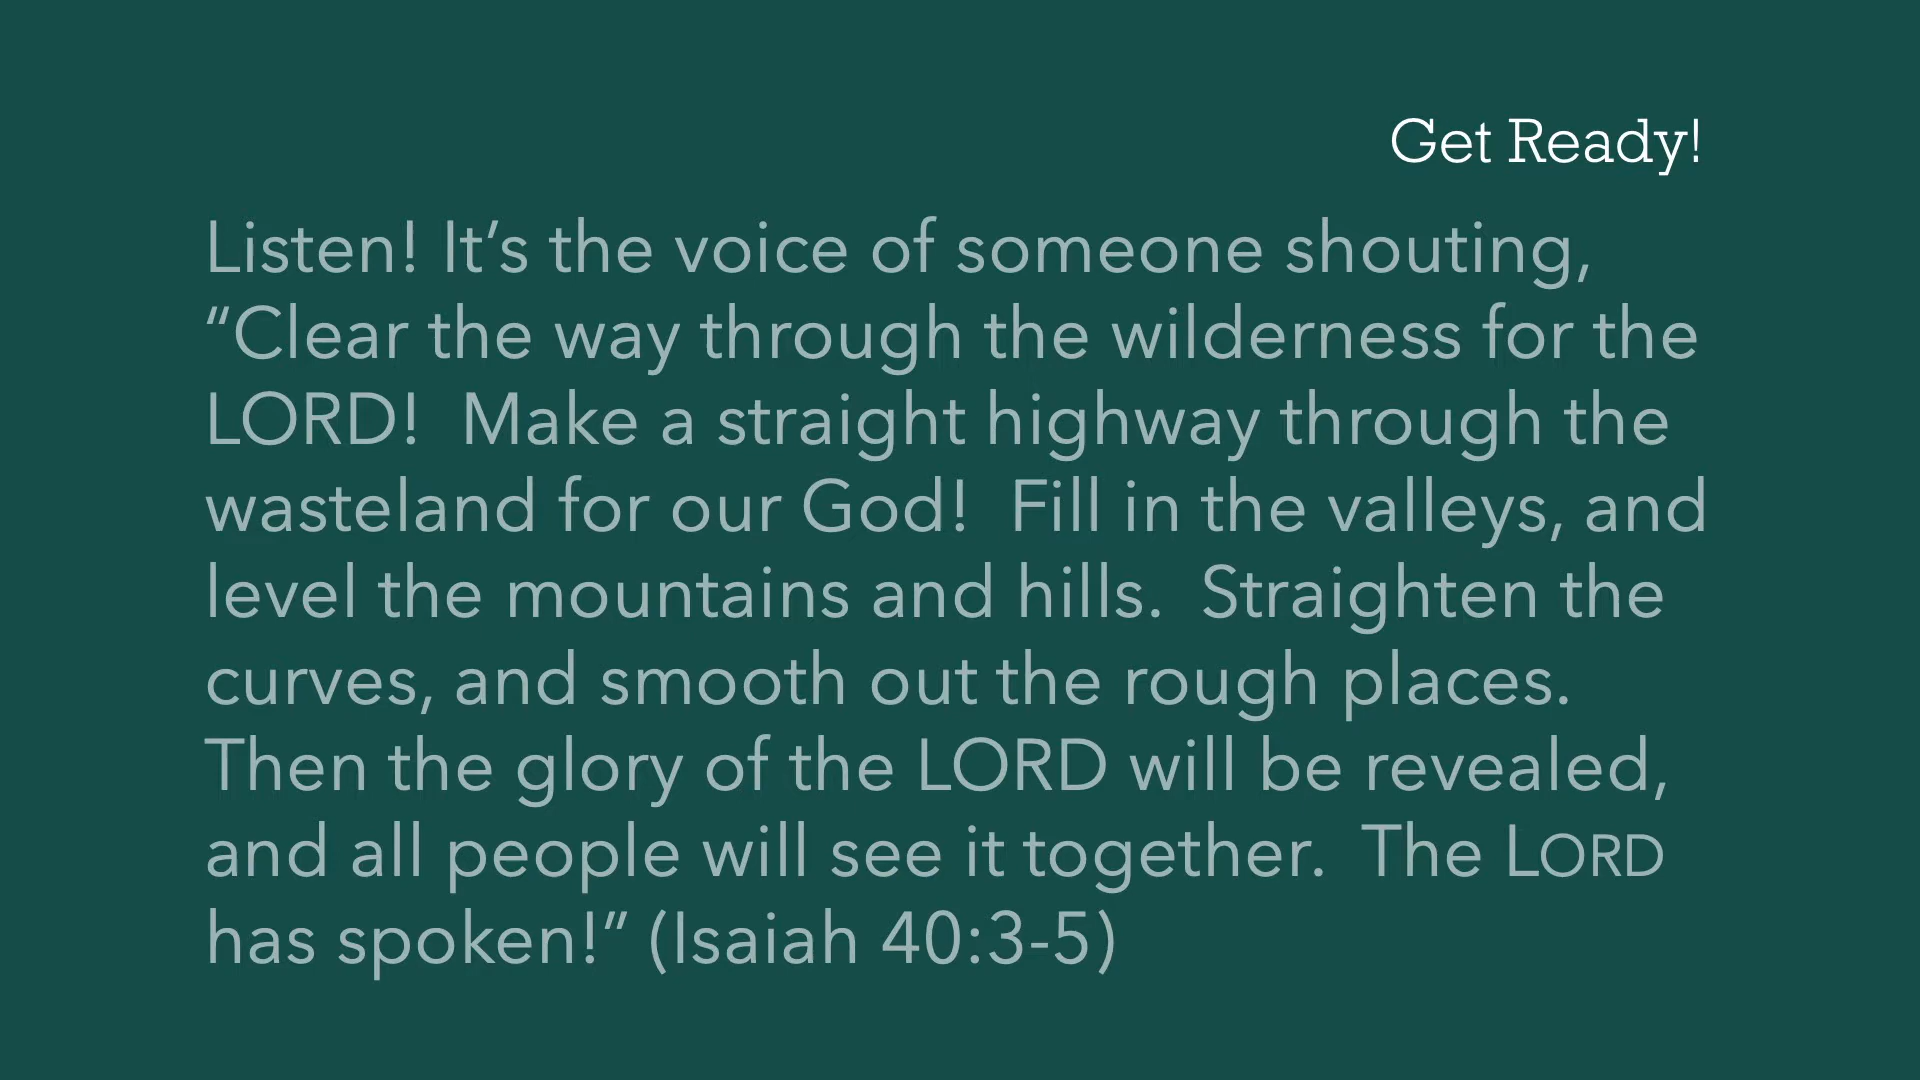 Get Ready!
Listen! It’s the voice of someone shouting,
“Clear the way through the wilderness for the
LORD!  Make a straight highway through the
wasteland for our God!  Fill in the valleys, and
level the mountains and hills.  Straighten the
curves, and smooth out the rough places.
Then the glory of the LORD will be revealed,
and all people will see it together.  The LORD
has spoken!” (Isaiah 40:3-5)